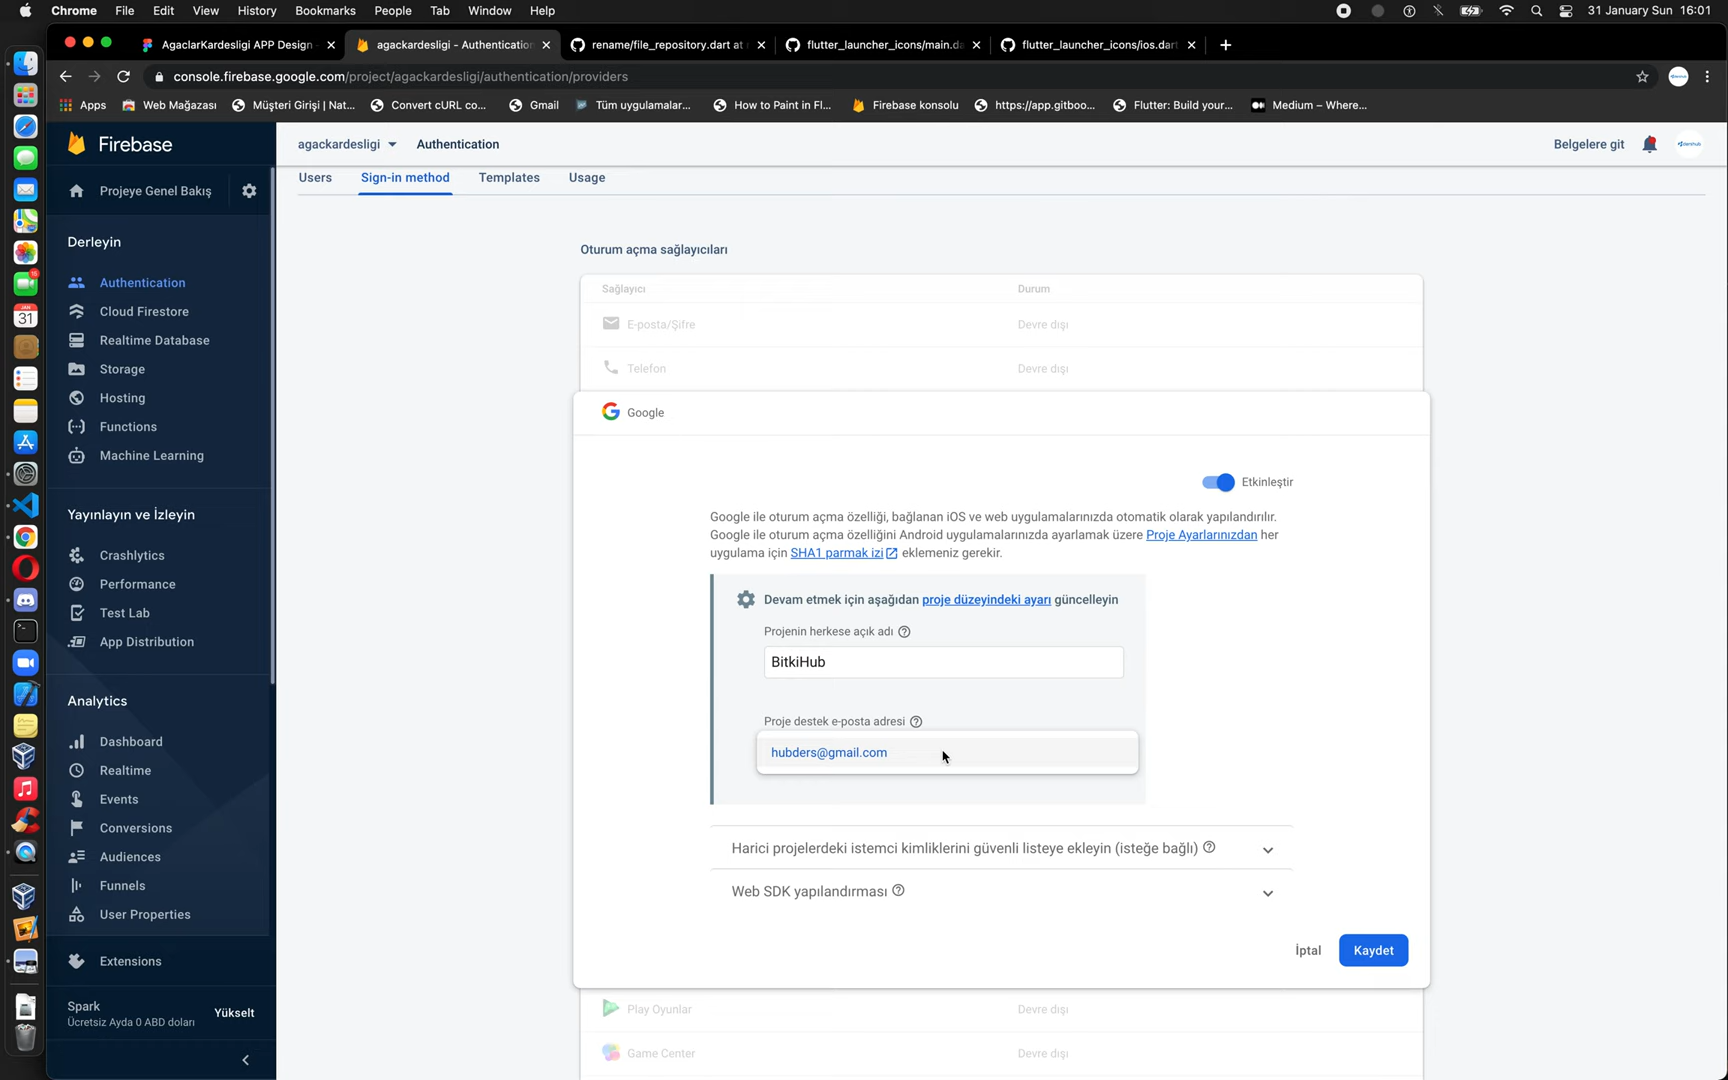 Chrome File Edit View History Bookmarks People Tab Window Help
31 January Sun 16:01
AgaclarKardesligi APP Design
agackardesligi - Authentication
rename/file_repository.dart at
flutter_launcher_icons/main.da
flutter_launcher_icons/ios.dart
console.firebase.google.com/project/agackardesligi/authentication/providers
Apps
Web Mağazası
Müşteri Girişi | Nat...
Convert cURL co...
Gmail
Tüm uygulamalar...
How to Paint in Fl...
Firebase konsolu
https://app.gitboo...
Flutter: Build your...
Medium – Where...
Firebase
agackardesligi
Authentication
Belgelere git
Projeye Genel Bakış
Users
Sign-in method
Templates
Usage
Derleyin
Authentication
Cloud Firestore
Realtime Database
Storage
Hosting
Functions
Machine Learning
Yayınlayın ve İzleyin
Crashlytics
Performance
Test Lab
App Distribution
Analytics
Dashboard
Realtime
Events
Conversions
Audiences
Funnels
User Properties
Extensions
Spark
Ücretsiz Ayda 0 ABD doları
Yükselt
Oturum açma sağlayıcıları
Sağlayıcı
Durum
E-posta/Şifre
Devre dışı
Telefon
Devre dışı
Google
Etkinleştir
Google ile oturum açma özelliği, bağlanan iOS ve web uygulamalarınızda otomatik olarak yapılandırılır.
Google ile oturum açma özelliğini Android uygulamalarınızda ayarlamak üzere Proje Ayarlarınızdan her
uygulama için SHA1 parmak izi eklemeniz gerekir.
Devam etmek için aşağıdan proje düzeyindeki ayarı güncelleyin
Projenin herkese açık adı
BitkiHub
Proje destek e-posta adresi
hubders@gmail.com
Harici projelerdeki istemci kimliklerini güvenli listeye ekleyin (isteğe bağlı)
Web SDK yapılandırması
İptal
Kaydet
Play Oyunlar
Devre dışı
Game Center
Devre dışı
JAN
31